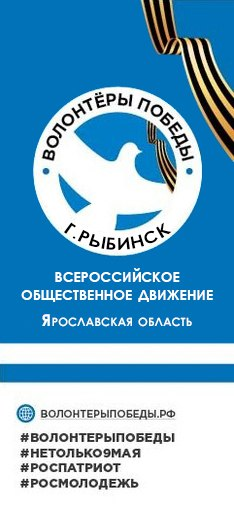 ВОЛОНТЁРЫ ПОБЕДЫ
Г. РЫБИНСК
ВСЕРОССИЙСКОЕ
ОБЩЕСТВЕННОЕ ДВИЖЕНИЕ
ЯРОСЛАВСКАЯ ОБЛАСТЬ
ВОЛОНТЕРЫПОБЕДЫ.РФ
#ВОЛОНТЕРЫПОБЕДЫ
#НЕТОЛЬКО9МАЯ
#РОСПАТРИОТ
#РОСМОЛОДЕЖЬ